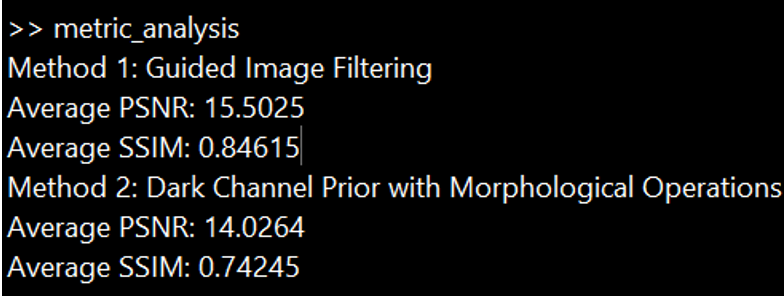 >> metric_analysis
Method 1: Guided Image Filtering
Average PSNR: 15.5025
Average SSIM: 0.84615
Method 2: Dark Channel Prior with Morphological Operations
Average PSNR: 14.0264
Average SSIM: 0.74245